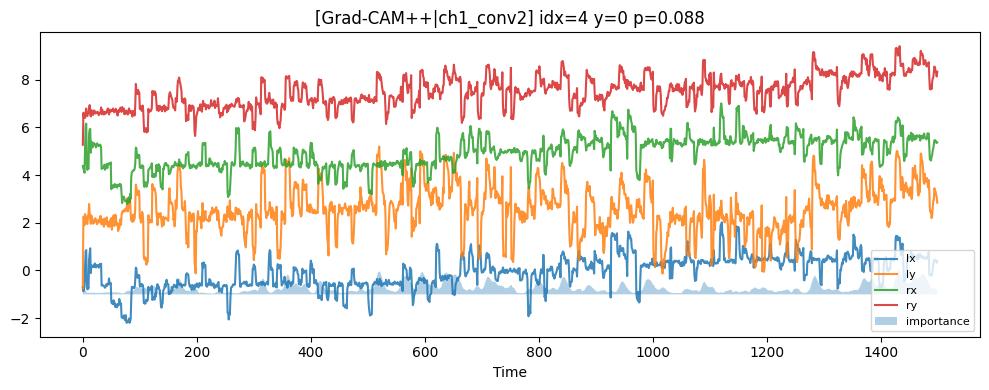 [Grad-CAM++|ch1_conv2] idx=4 y=0 p=0.088
8
6
4
2
0
−2
0 200 400 600 800 1000 1200 1400
Time
lx
ly
rx
ry
importance